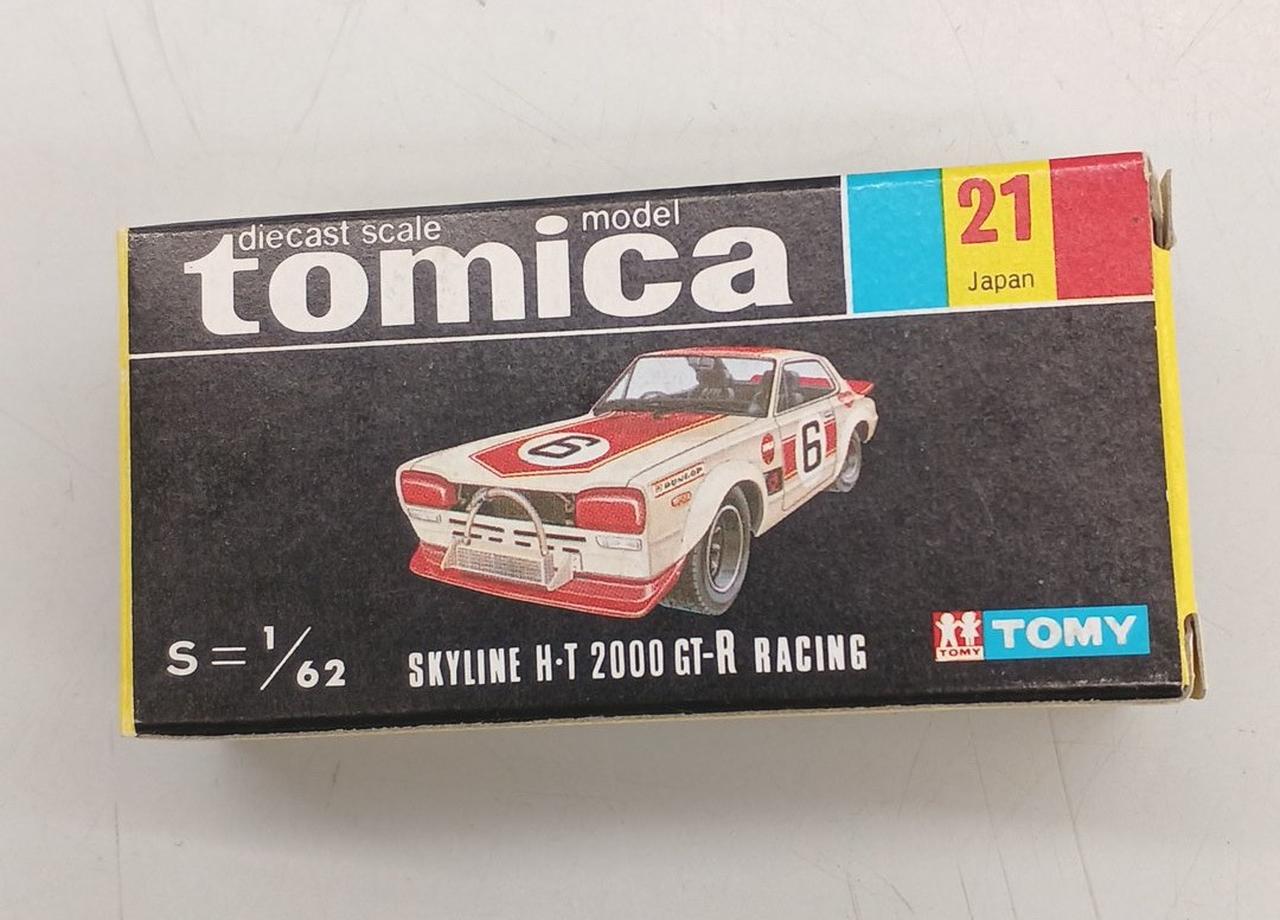 diecast scale model
tomica
21
Japan
6
6
DUNLOP
S = 1/62
SKYLINE H·T 2000 GT-R RACING
TOMY
TOMY